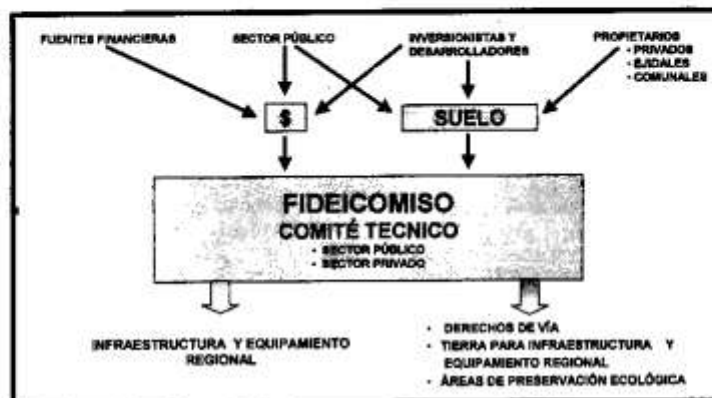 FUENTES FINANCIERAS
SECTOR PÚBLICO
INVERSIONISTAS Y
DESARROLLADORES
PROPIETARIOS
- PRIVADOS
- EJIDALES
- COMUNALES
$
SUELO
FIDEICOMISO
COMITÉ TECNICO
- SECTOR PÚBLICO
- SECTOR PRIVADO
INFRAESTRUCTURA Y EQUIPAMIENTO
REGIONAL
- DERECHOS DE VÍA
- TIERRA PARA INFRAESTRUCTURA Y
EQUIPAMIENTO REGIONAL
- ÁREAS DE PRESERVACIÓN ECOLÓGICA